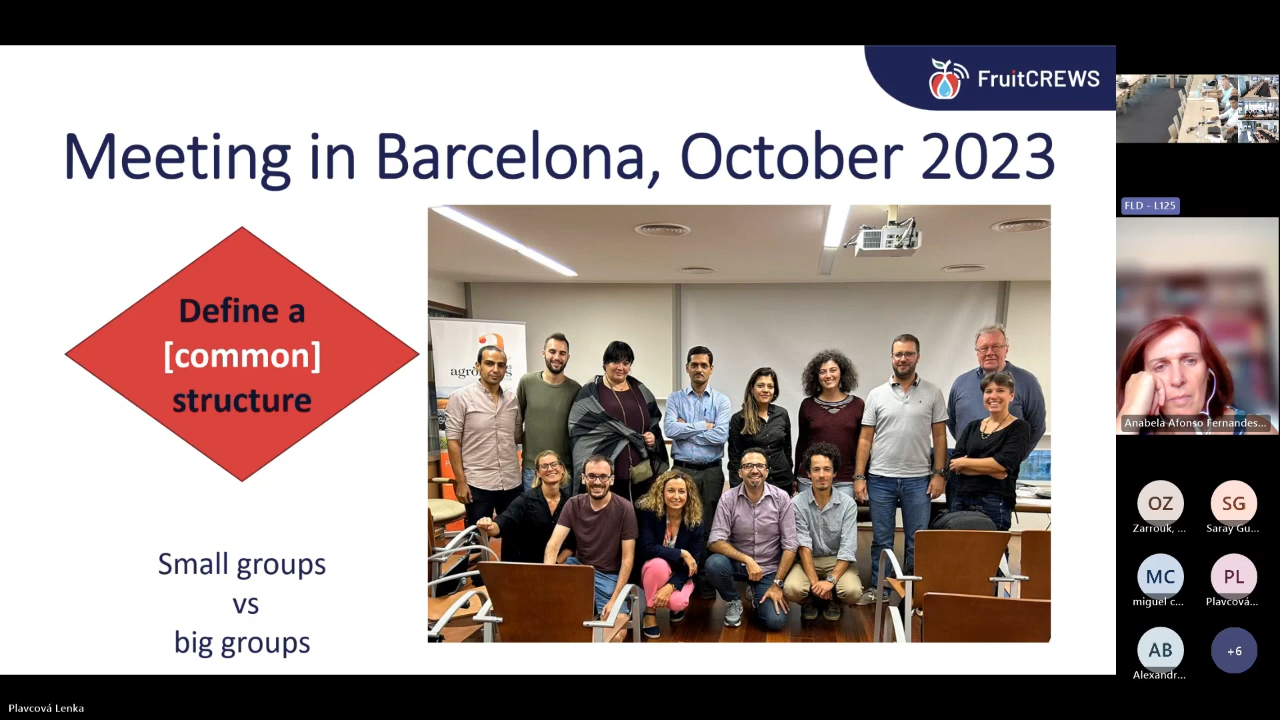 FruitCREWS
Meeting in Barcelona, October 2023
Define a
[common]
structure
Small groups
vs
big groups
a
FLD - L125
Anabela Afonso Fernandes...
OZ
Zarrouk, ...
SG
Saray Gu...
MC
miguel c...
PL
Plavcová...
AB
Alexandr...
+6
Plavcová Lenka